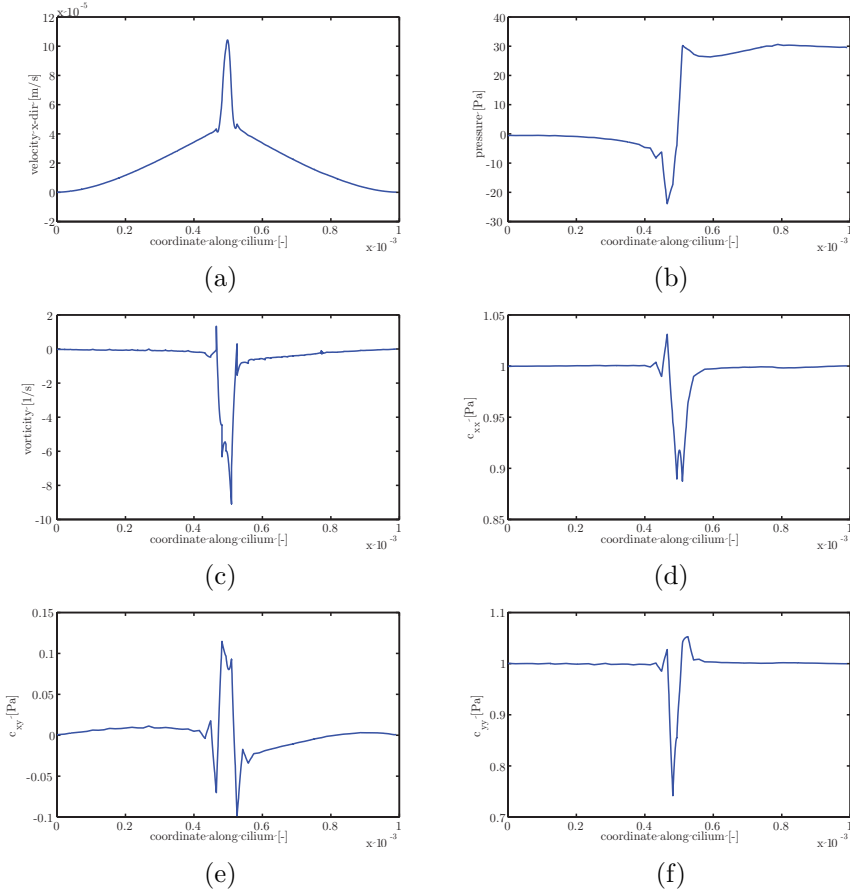 x 10 -5
12
10
8
6
4
2
0
-2
velocity x-dir [m/s]
0 0.2 0.4 0.6 0.8 1
coordinate along cilium [-]
x 10 -3
(a)
40
30
20
10
0
-10
-20
-30
pressure [Pa]
0 0.2 0.4 0.6 0.8 1
coordinate along cilium [-]
x 10 -3
(b)
2
0
-2
-4
-6
-8
-10
vorticity [1/s]
0 0.2 0.4 0.6 0.8 1
coordinate along cilium [-]
x 10 -3
(c)
1.05
1
0.95
0.9
0.85
c xx [Pa]
0 0.2 0.4 0.6 0.8 1
coordinate along cilium [-]
x 10 -3
(d)
0.15
0.1
0.05
0
-0.05
-0.1
c xy [Pa]
0 0.2 0.4 0.6 0.8 1
coordinate along cilium [-]
x 10 -3
(e)
1.1
1
0.9
0.8
0.7
c yy [Pa]
0 0.2 0.4 0.6 0.8 1
coordinate along cilium [-]
x 10 -3
(f)